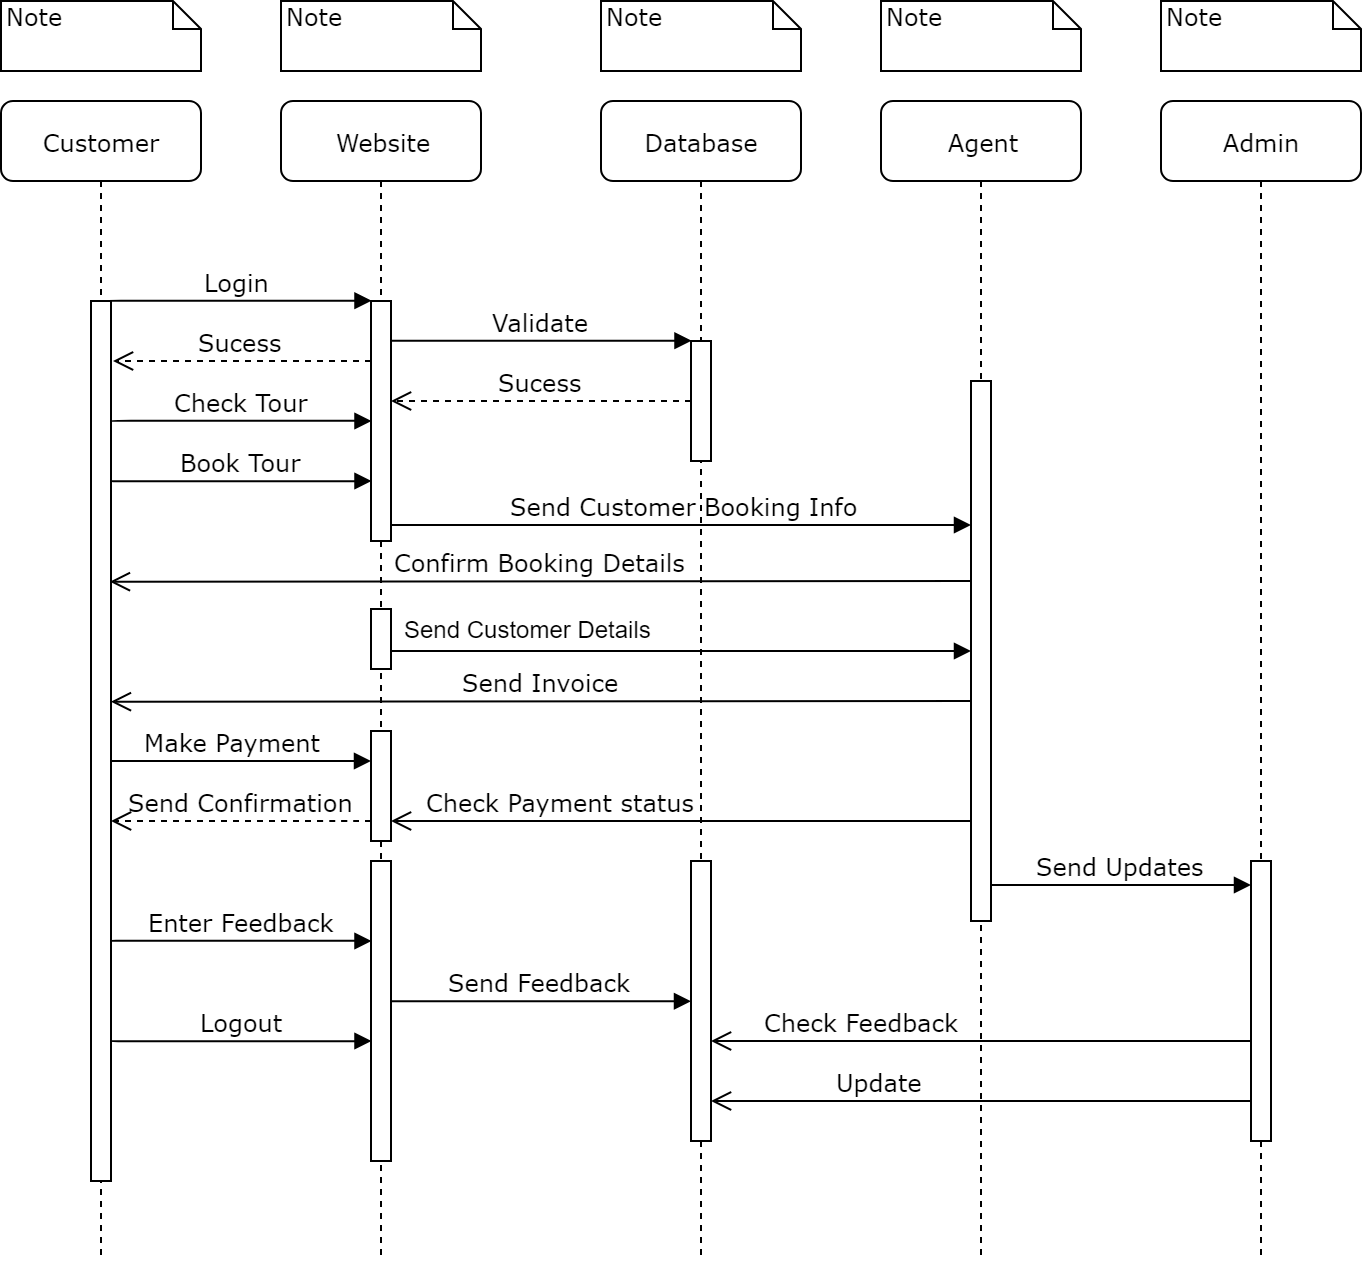 Note
Note
Note
Note
Note
Customer
Website
Database
Agent
Admin
Login
Validate
Sucess
Sucess
Check Tour
Book Tour
Send Customer Booking Info
Confirm Booking Details
Send Customer Details
Send Invoice
Make Payment
Send Confirmation
Check Payment status
Send Updates
Enter Feedback
Send Feedback
Logout
Check Feedback
Update